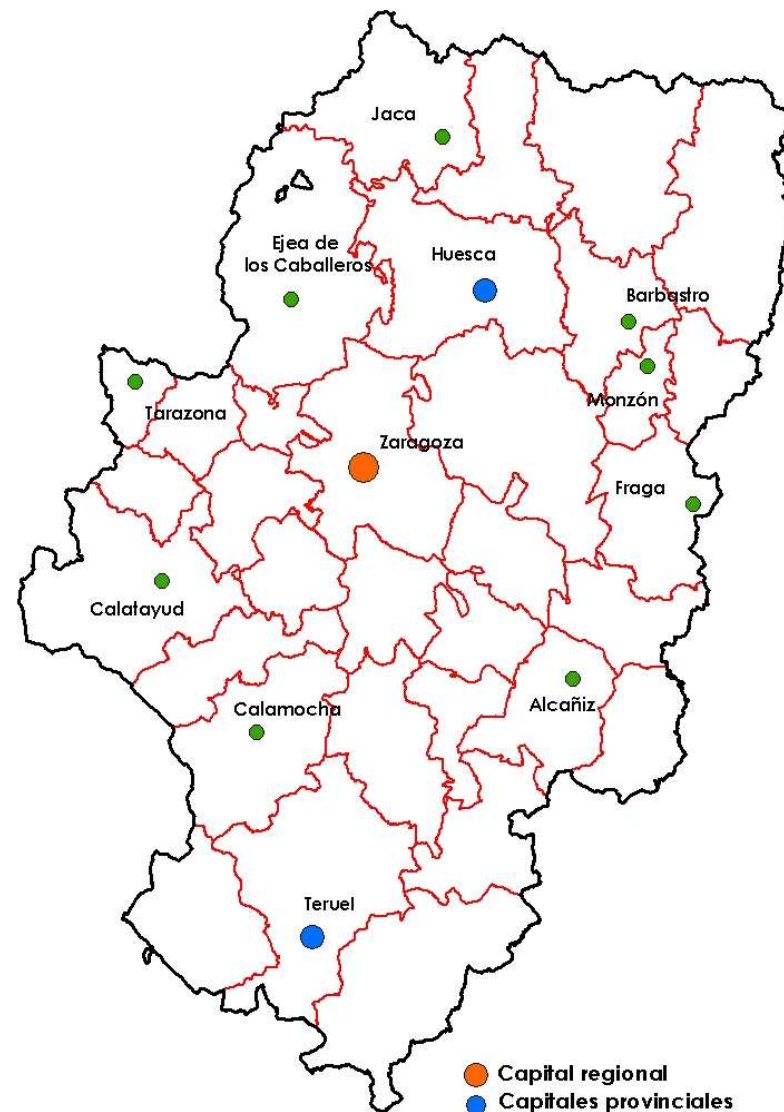 Jaca
Ejea de
los Caballeros
Huesca
Barbastro
Monzón
Tarazona
Zaragoza
Fraga
Calatayud
Calamocha
Alcañiz
Teruel
Capital regional
Capitales provinciales